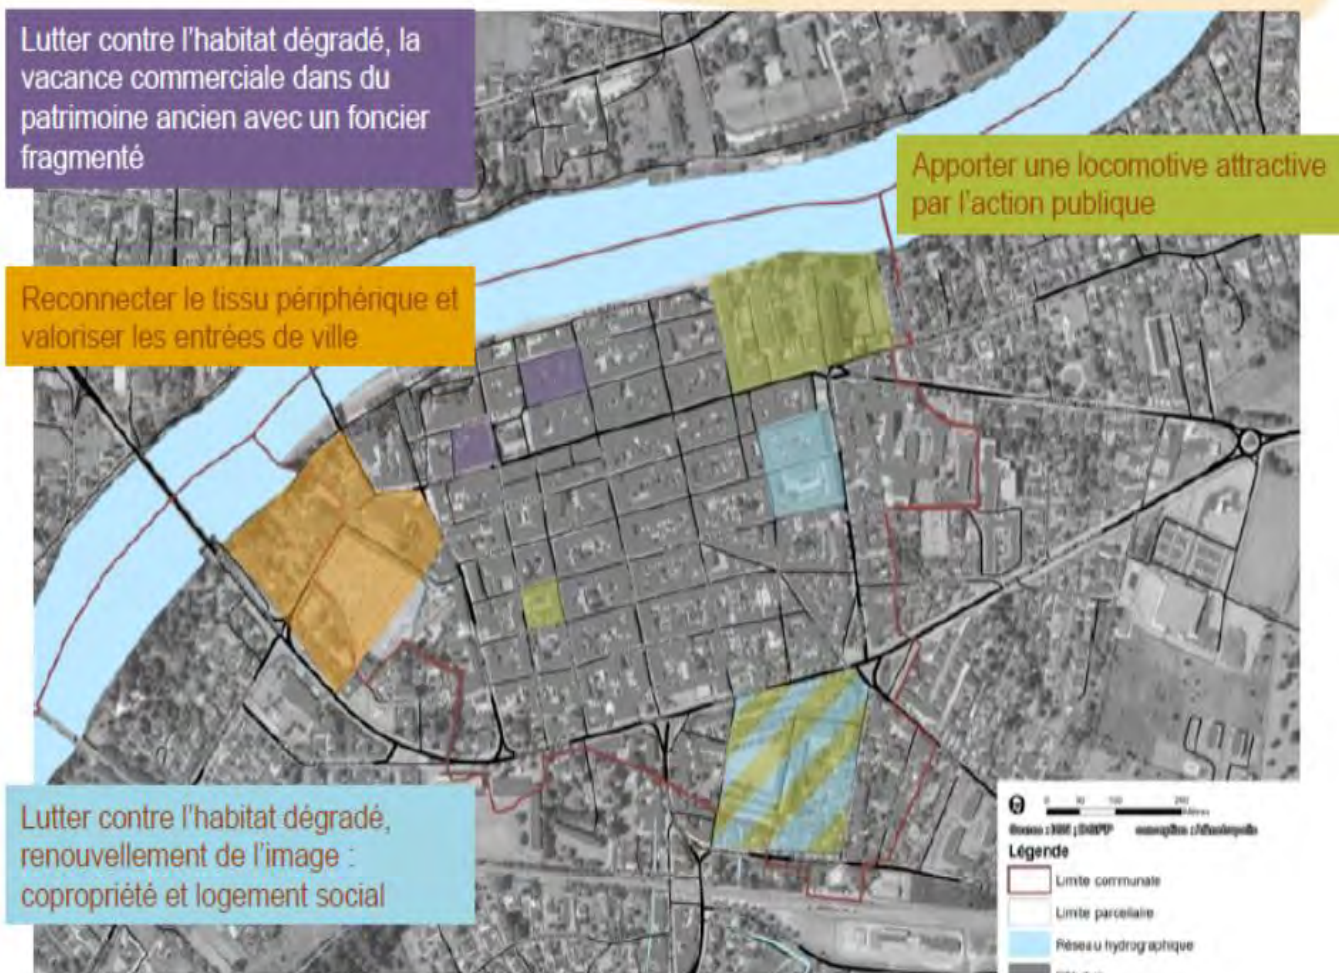 Lutter contre l'habitat dégradé, la
vacance commerciale dans du
patrimoine ancien avec un foncier
fragmenté
Apporter une locomotive attractive
par l'action publique
Reconnecter le tissu périphérique et
valoriser les entrées de ville
Lutter contre l'habitat dégradé,
renouvellement de l'image :
copropriété et logement social
Légende
Limite communale
Limite parcellaire
Réseau hydrographique